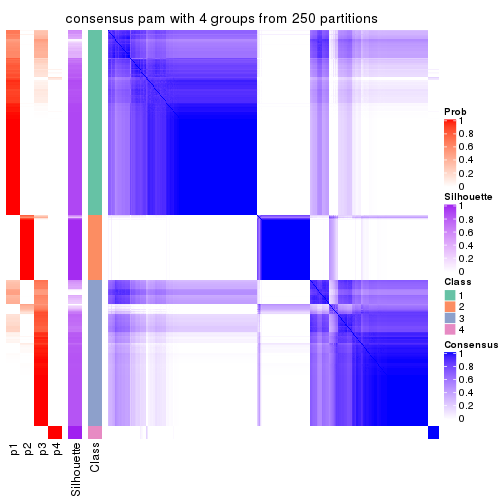 consensus pam with 4 groups from 250 partitions
Prob
1
0.8
0.6
0.4
0.2
0
Silhouette
1
0.8
0.6
0.4
0.2
0
Class
1
2
3
4
Consensus
1
0.8
0.6
0.4
0.2
0
p1
p2
p3
p4
Silhouette
Class